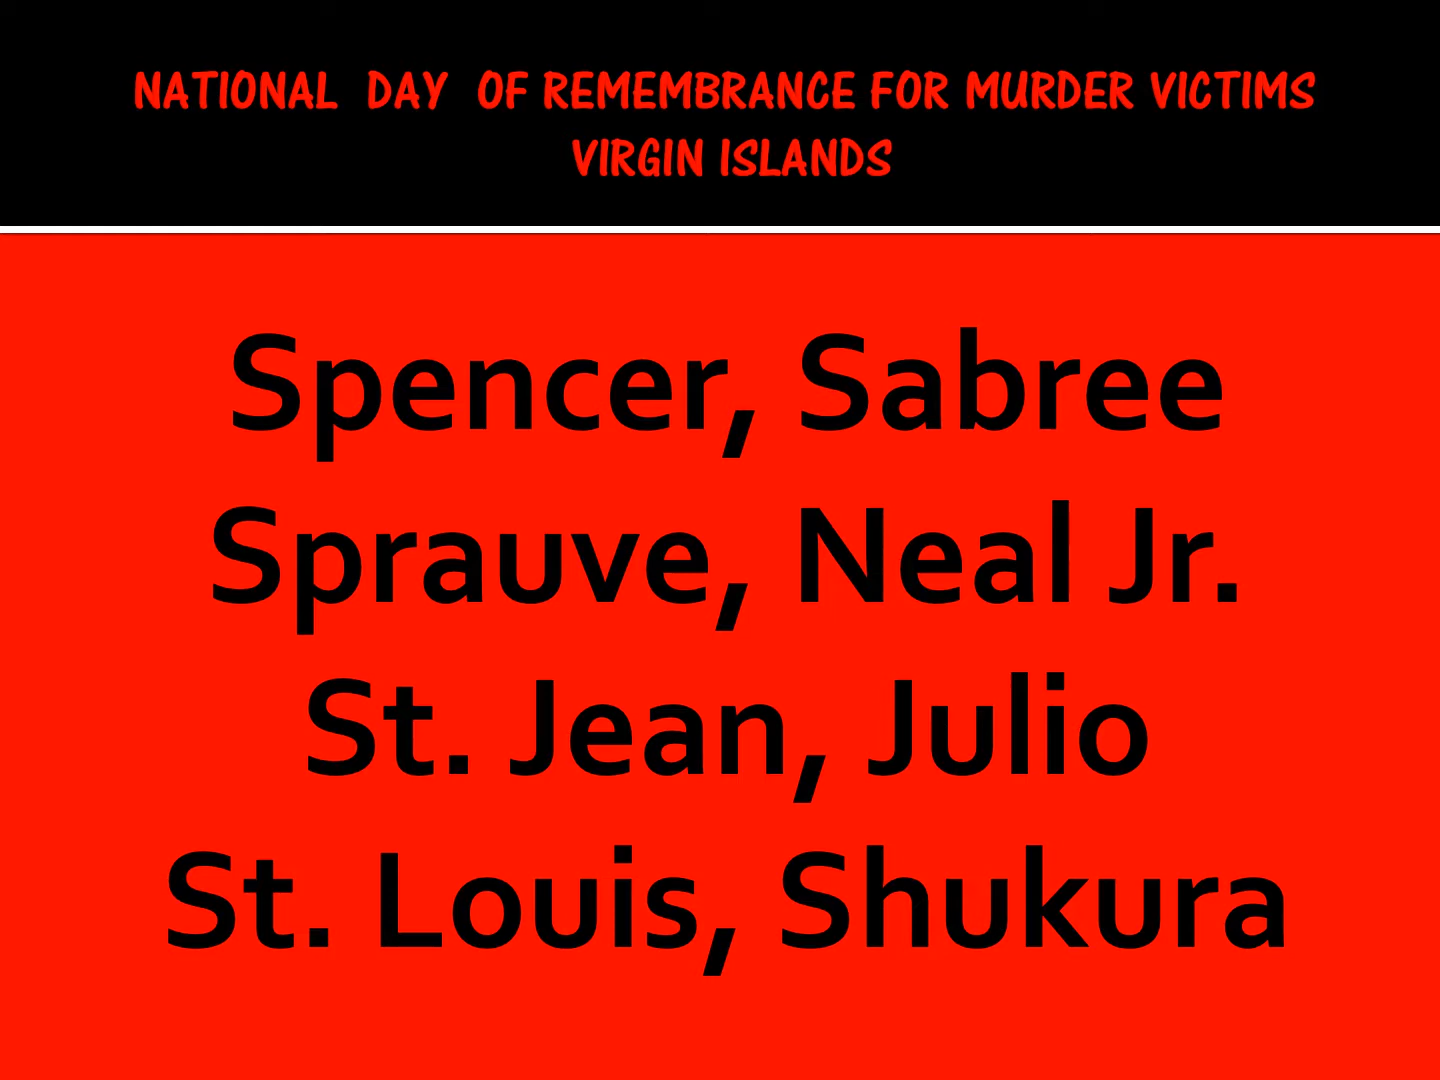 NATIONAL DAY OF REMEMBRANCE FOR MURDER VICTIMS
VIRGIN ISLANDS
Spencer, Sabree
Sprauve, Neal Jr.
St. Jean, Julio
St. Louis, Shukura